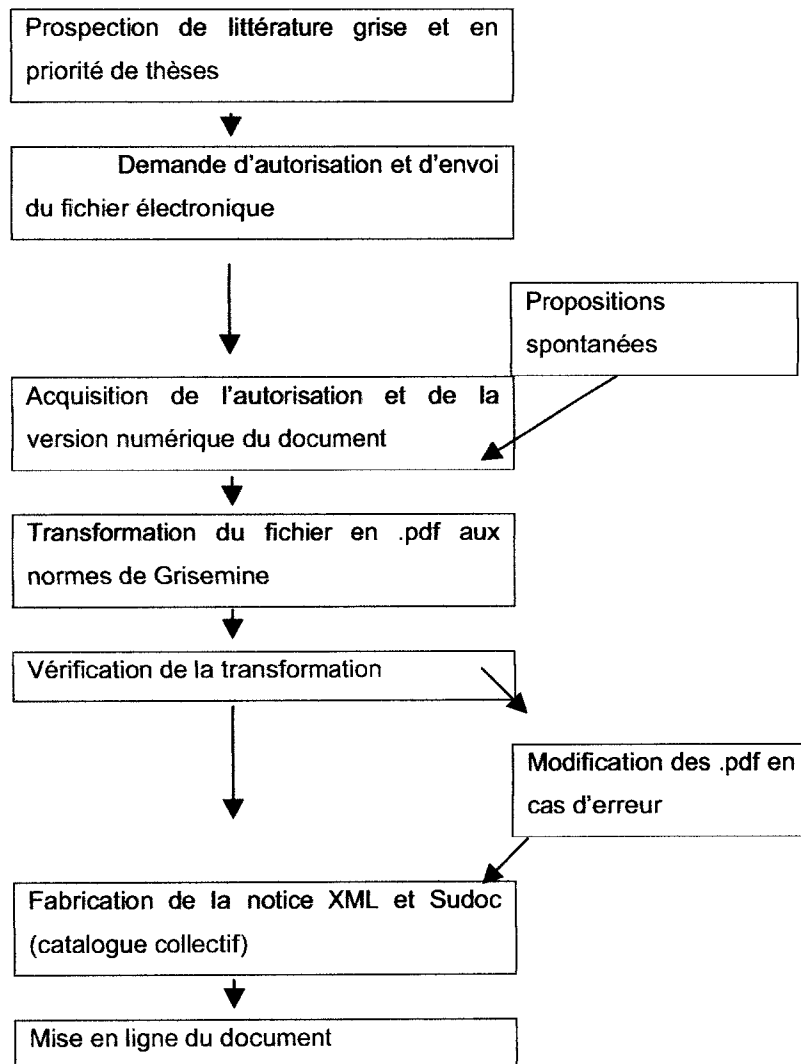 Prospection de littérature grise et en
priorité de thèses
Demande d'autorisation et d'envoi
du fichier électronique
Propositions
spontanées
Acquisition de l'autorisation et de la
version numérique du document
Transformation du fichier en .pdf aux
normes de Grisemine
Vérification de la transformation
Modification des .pdf en
cas d'erreur
Fabrication de la notice XML et Sudoc
(catalogue collectif)
Mise en ligne du document